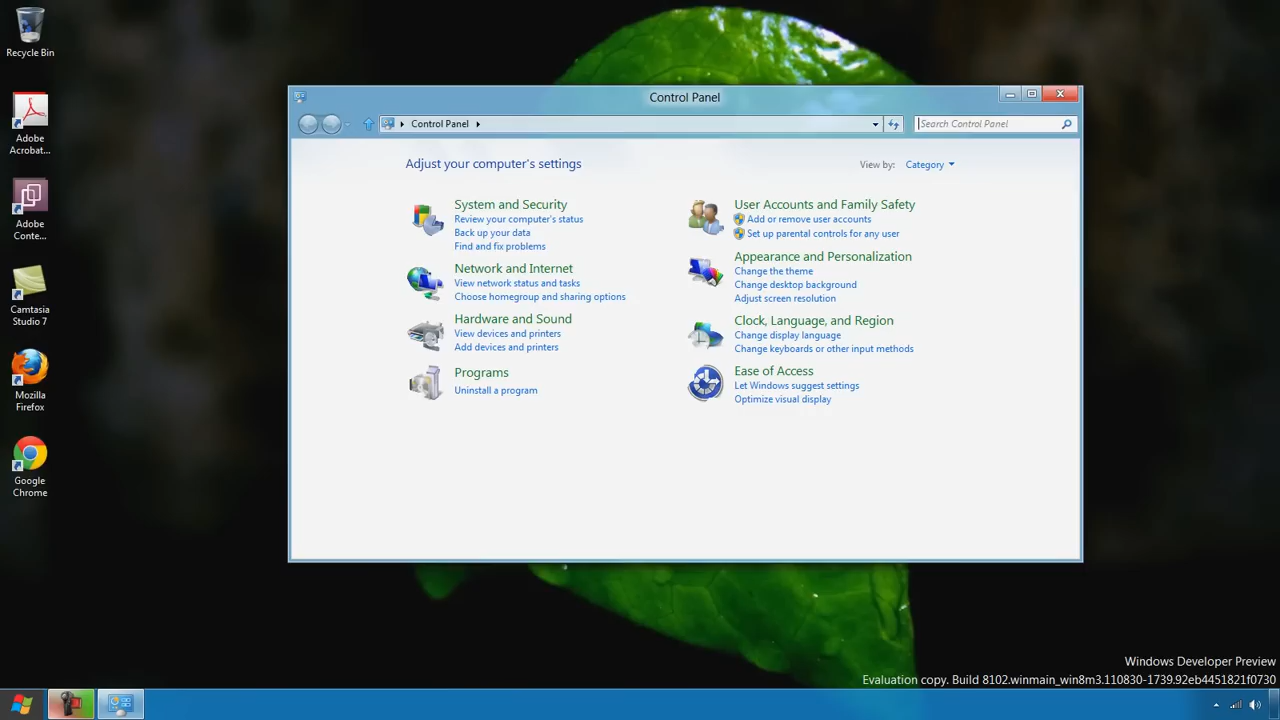 Recycle Bin
Adobe
Acrobat...
Adobe
Conte...
Camtasia
Studio 7
Mozilla
Firefox
Google
Chrome
Control Panel
Control Panel
Search Control Panel
Adjust your computer's settings
View by: Category
System and Security
Review your computer's status
Back up your data
Find and fix problems
Network and Internet
View network status and tasks
Choose homegroup and sharing options
Hardware and Sound
View devices and printers
Add devices and printers
Programs
Uninstall a program
User Accounts and Family Safety
Add or remove user accounts
Set up parental controls for any user
Appearance and Personalization
Change the theme
Change desktop background
Adjust screen resolution
Clock, Language, and Region
Change display language
Change keyboards or other input methods
Ease of Access
Let Windows suggest settings
Optimize visual display
Windows Developer Preview
Evaluation copy. Build 8102.winmain_win8m3.110830-1739.92eb4451821f0730